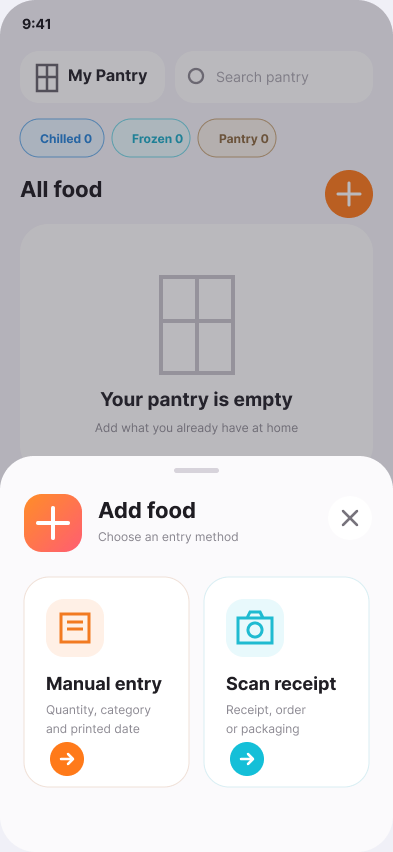 9:41
My Pantry
Search pantry
Chilled 0
Frozen 0
Pantry 0
All food
Your pantry is empty
Add what you already have at home
Add food
Choose an entry method
Manual entry
Quantity, category
and printed date
Scan receipt
Receipt, order
or packaging